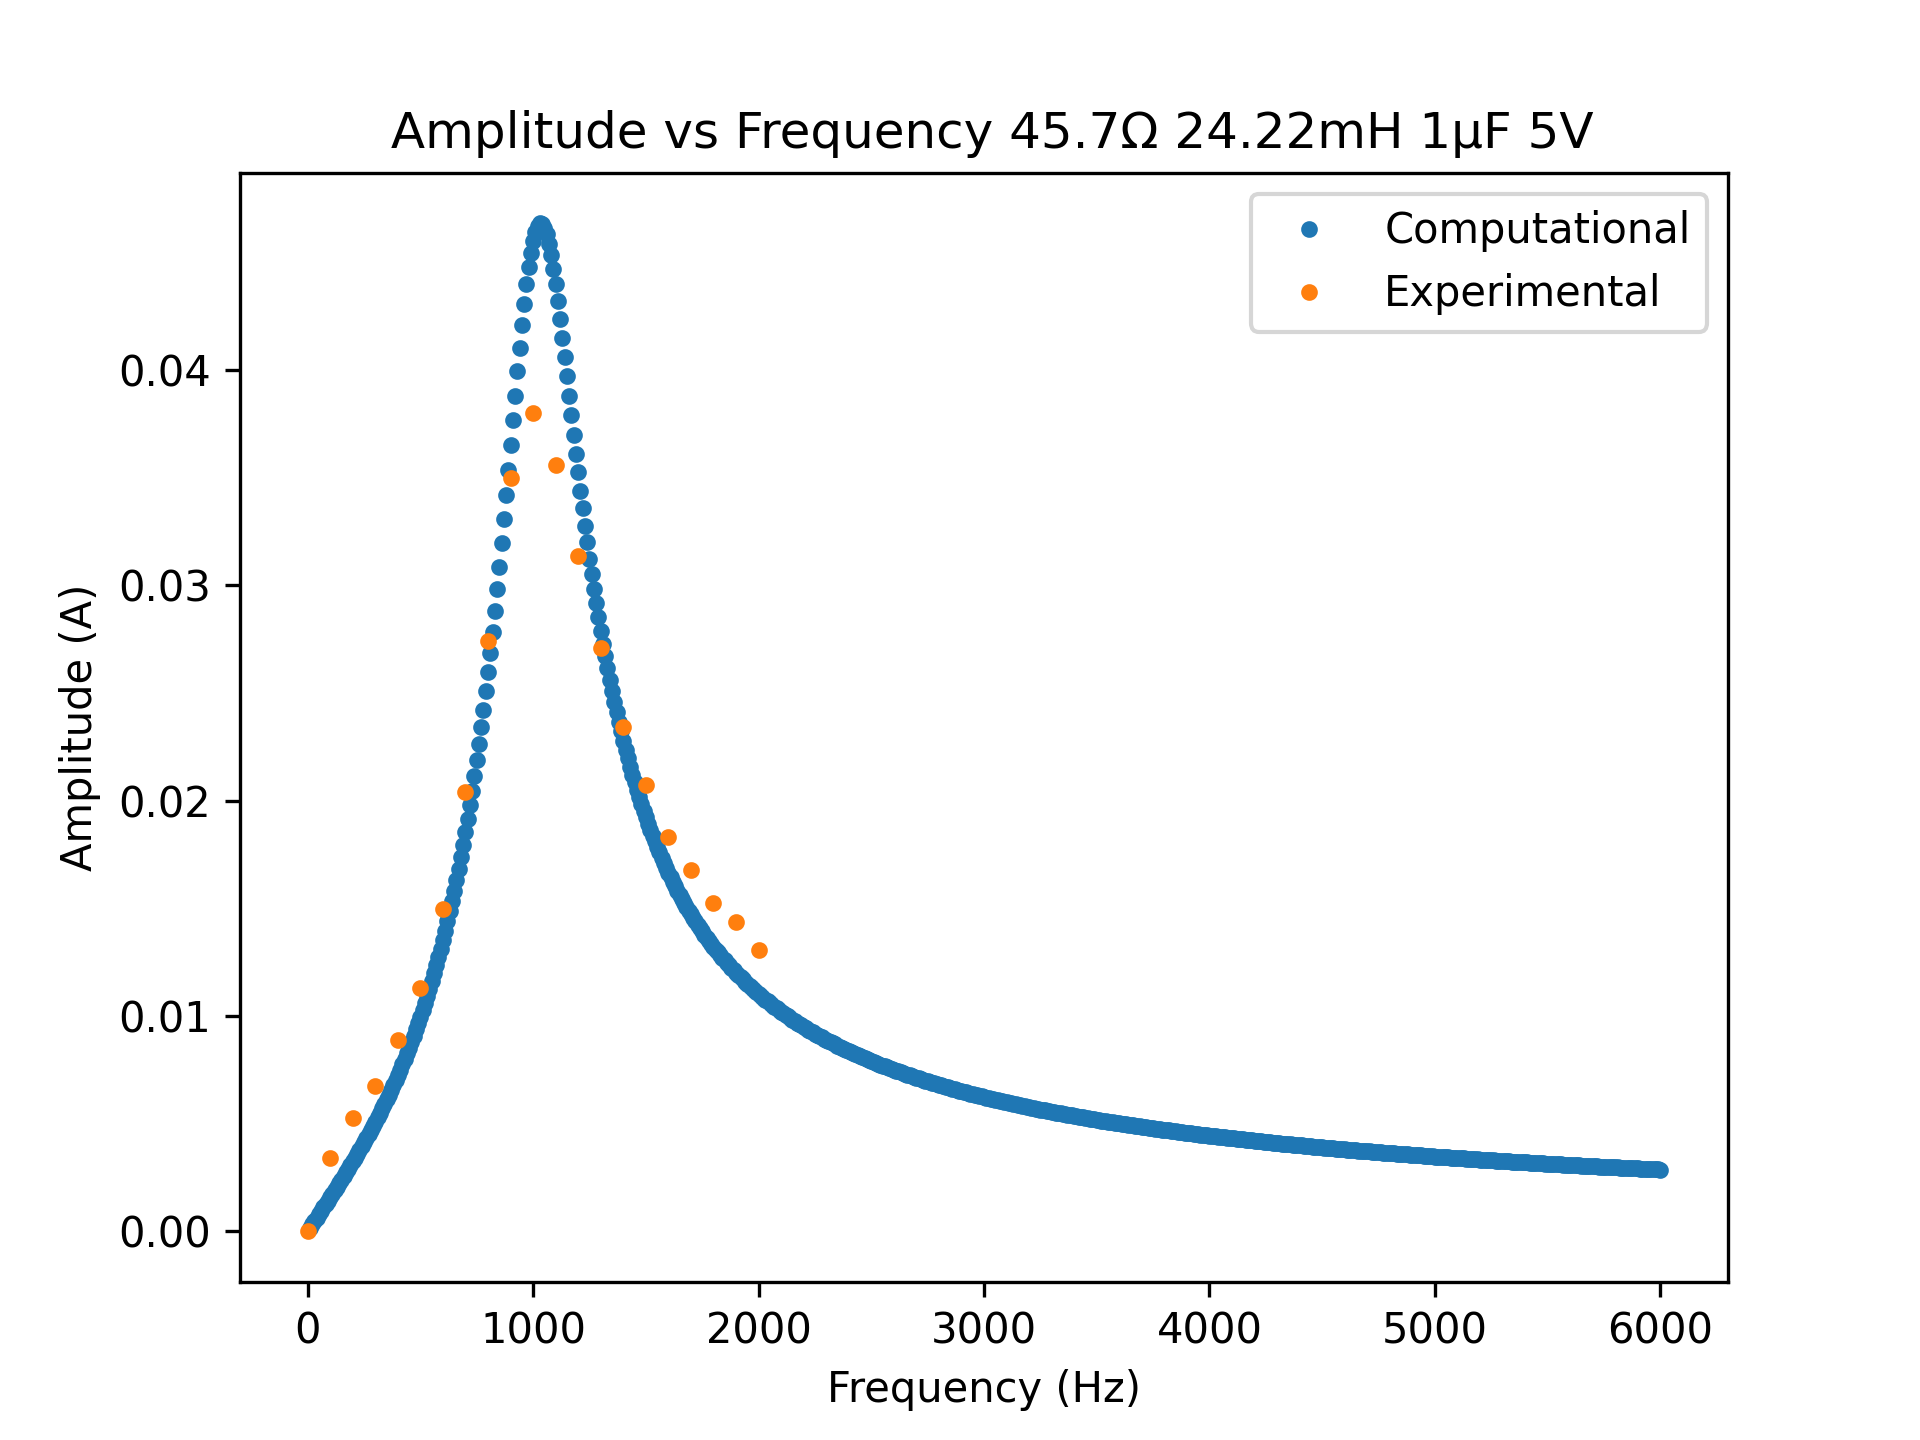 Amplitude vs Frequency 45.7Ω 24.22mH 1μF 5V
Computational
Experimental
Amplitude (A)
0.04
0.03
0.02
0.01
0.00
0 1000 2000 3000 4000 5000 6000
Frequency (Hz)